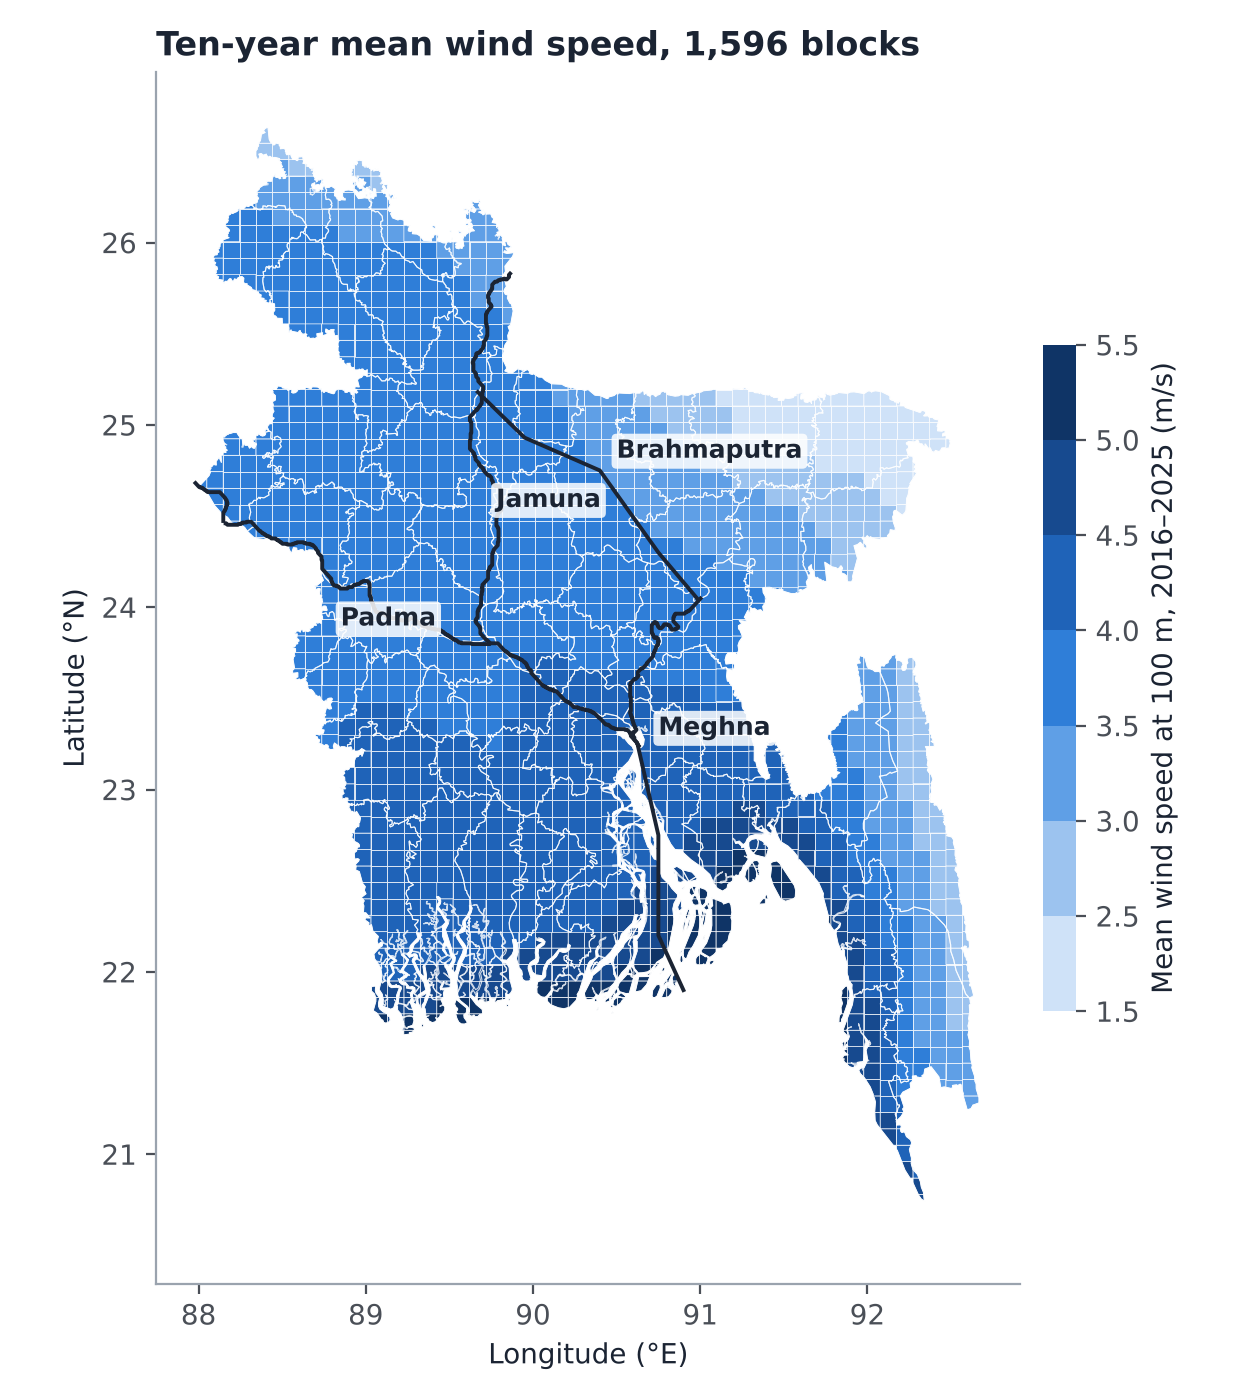 Ten-year mean wind speed, 1,596 blocks
Latitude (°N)
26
25
24
23
22
21
Brahmaputra
Jamuna
Padma
Meghna
88
89
90
91
92
Longitude (°E)
5.5
5.0
4.5
4.0
3.5
3.0
2.5
1.5
Mean wind speed at 100 m, 2016–2025 (m/s)